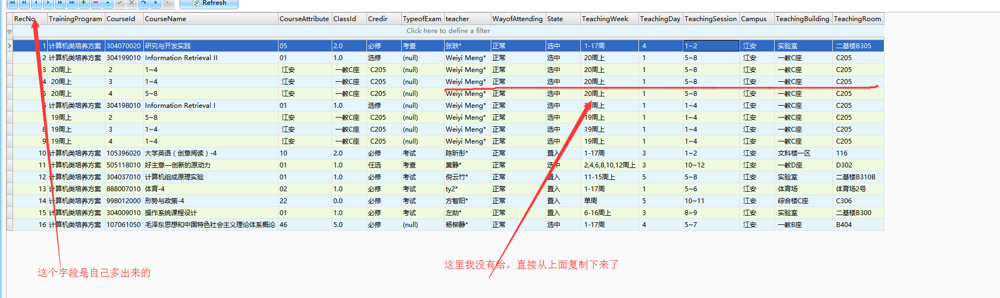 Refresh
RecNo TrainingProgram CourseId CourseName CourseAttribute ClassId Credir TypeofExam teacher WayofAttending State TeachingWeek TeachingDay TeachingSession Campus TeachingBuilding TeachingRoom
Click here to define a filter
1 计算机类培养方案 304070020 研究与开发实践 05 2.0 必修 考查 张轶* 正常 选中 1-17周 4 1~2 江安 实验室 二基楼B305
2 计算机类培养方案 304199010 Information Retrieval II 01 1.0 选修 (null) Weiyi Meng* 正常 选中 20周上 1 5~8 江安 一教C座 C205
3 20周上 2 1~4 江安 一教C座 C205 (null) Weiyi Meng* 正常 选中 20周上 1 5~8 江安 一教C座 C205
4 20周上 3 1~4 江安 一教C座 C205 (null) Weiyi Meng* 正常 选中 20周上 1 5~8 江安 一教C座 C205
5 20周上 4 5~8 江安 一教C座 C205 (null) Weiyi Meng* 正常 选中 20周上 1 5~8 江安 一教C座 C205
6 计算机类培养方案 304198010 Information Retrieval I 01 1.0 选修 (null) Weiyi Meng* 正常 选中 19周上 1 1~4 江安 一教C座 C205
7 19周上 2 5~8 江安 一教C座 C205 (null) Weiyi Meng* 正常 选中 19周上 1 1~4 江安 一教C座 C205
8 19周上 3 1~4 江安 一教C座 C205 (null) Weiyi Meng* 正常 选中 19周上 1 1~4 江安 一教C座 C205
9 19周上 4 1~4 江安 一教C座 C205 (null) Weiyi Meng* 正常 选中 19周上 1 1~4 江安 一教C座 C205
10 计算机类培养方案 105396020 大学英语（创意阅读）-4 10 2.0 必修 考试 陈昕彤* 正常 置入 1-17周 3 1~2 江安 文科楼一区 116
11 计算机类培养方案 505118010 好主意—创新的原动力 01 1.0 任选 考查 黄静* 正常 选中 2,4,6,8,10,12周上 3 10~12 江安 一教D座 D302
12 计算机类培养方案 304037010 计算机组成原理实验 01 1.0 必修 考试 倪云竹* 正常 置入 11-15周上 5 5~8 江安 实验室 二基楼B310B
13 计算机类培养方案 888007010 体育-4 02 1.0 必修 考试 ty2* 正常 置入 1-17周 1 5~6 江安 体育场 体育场2号
14 计算机类培养方案 998012000 形势与政策-4 22 0.0 必修 考试 方智阳* 正常 置入 单周 5 10~11 江安 综合楼C座 C306
15 计算机类培养方案 304009010 操作系统课程设计 01 1.0 必修 考试 左劼* 正常 置入 6-16周上 3 8~9 江安 实验室 二基楼B300
16 计算机类培养方案 107061050 毛泽东思想和中国特色社会主义理论体系概论 46 5.0 必修 (null) 杨柳静* 正常 选中 1-17周 4 5~7 江安 一教B座 B404
这个字段是自己多出来的
这里我没有给，直接从上面复制下来了